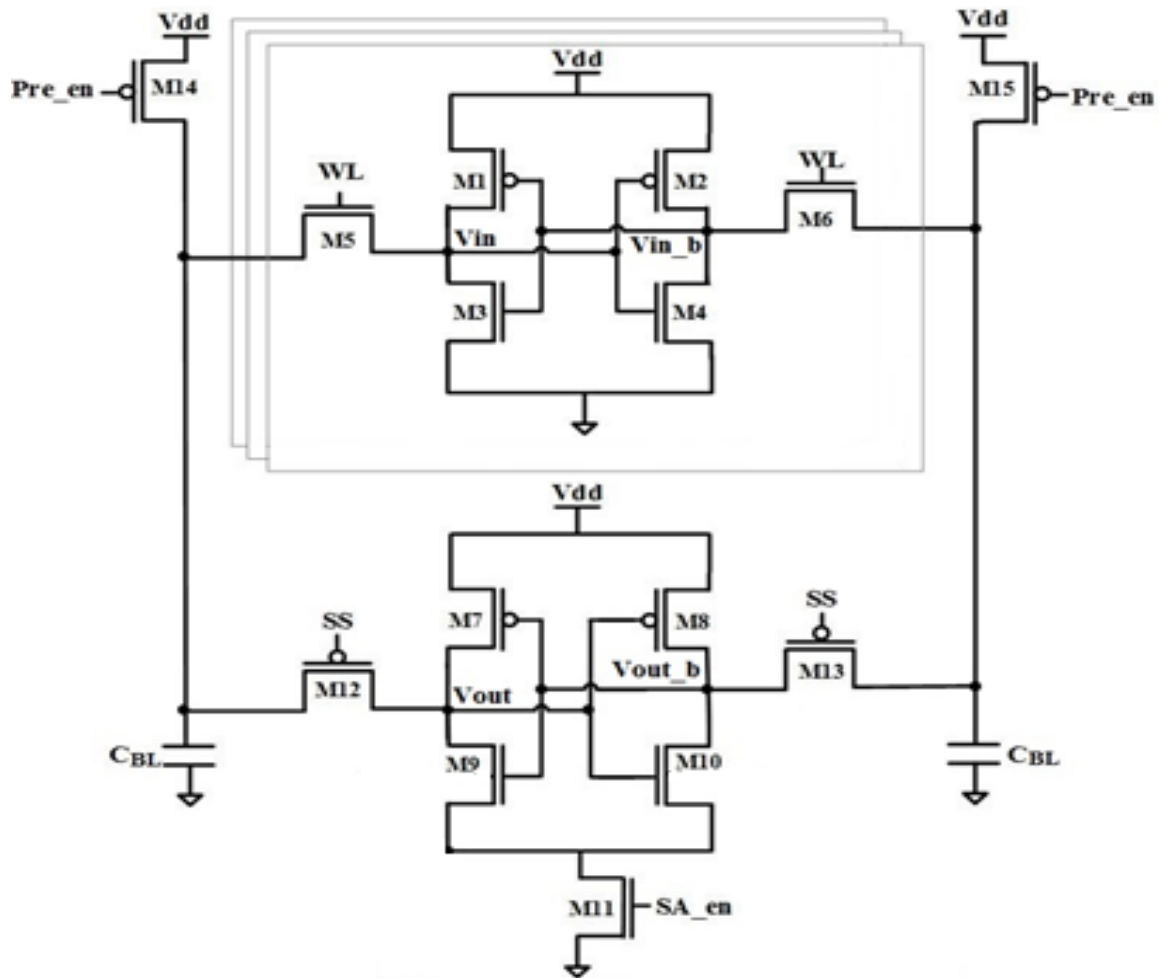 Vdd
Vdd
Pre_en
M14
Vdd
M15
Pre_en
WL
M1
M2
WL
M5
Vin
Vin_b
M6
M3
M4
Vdd
SS
M7
M8
SS
M12
Vout
Vout_b
M13
CBL
M9
M10
CBL
M11
SA_en